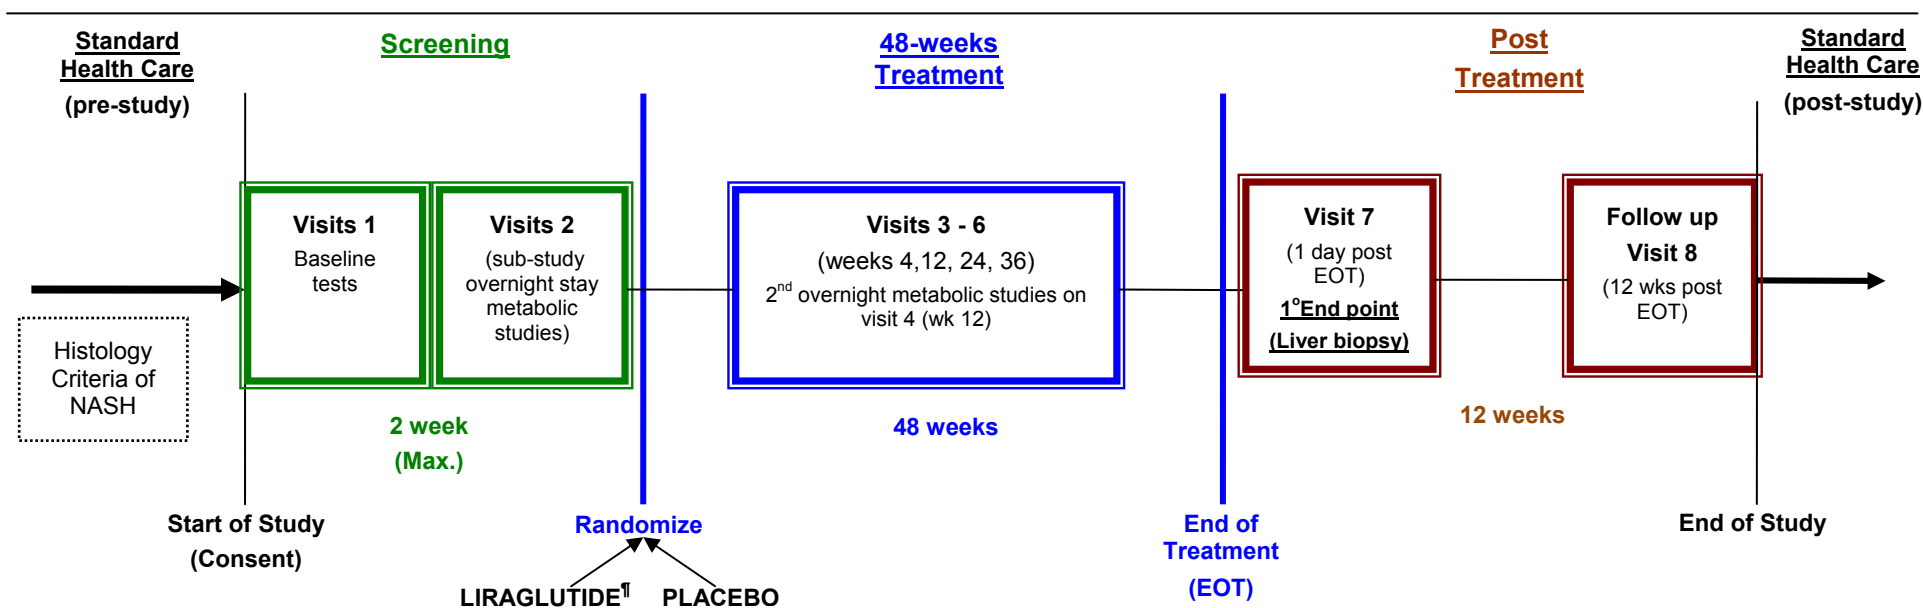 Standard
Health Care
(pre-study)
Screening
48-weeks
Treatment
Post
Treatment
Standard
Health Care
(post-study)
Histology
Criteria of
NASH
Visits 1
Baseline
tests
Visits 2
(sub-study
overnight stay
metabolic
studies)
Visits 3 - 6
(weeks 4,12, 24, 36)
2nd overnight metabolic studies on
visit 4 (wk 12)
Visit 7
(1 day post
EOT)
1°End point
(Liver biopsy)
Follow up
Visit 8
(12 wks post
EOT)
2 week
(Max.)
48 weeks
12 weeks
Start of Study
(Consent)
Randomize
LIRAGLUTIDE¶ PLACEBO
End of
Treatment
(EOT)
End of Study